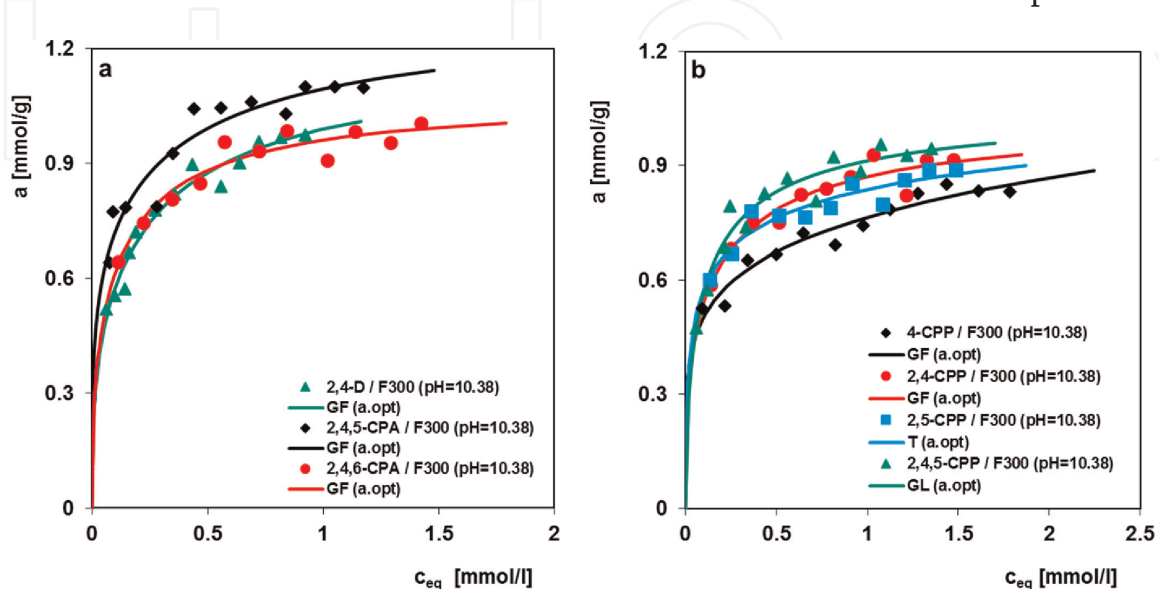 a
a [mmol/g]
1.2
0.9
0.6
0.3
0
0
0.5
1
1.5
2
c_eq [mmol/l]
2,4-D / F300 (pH=10.38)
GF (a.opt)
2,4,5-CPA / F300 (pH=10.38)
GF (a.opt)
2,4,6-CPA / F300 (pH=10.38)
GF (a.opt)
b
a [mmol/g]
1.2
0.9
0.6
0.3
0
0
0.5
1
1.5
2
2.5
c_eq [mmol/l]
4-CPP / F300 (pH=10.38)
GF (a.opt)
2,4-CPP / F300 (pH=10.38)
GF (a.opt)
2,5-CPP / F300 (pH=10.38)
T (a.opt)
2,4,5-CPP / F300 (pH=10.38)
GL (a.opt)